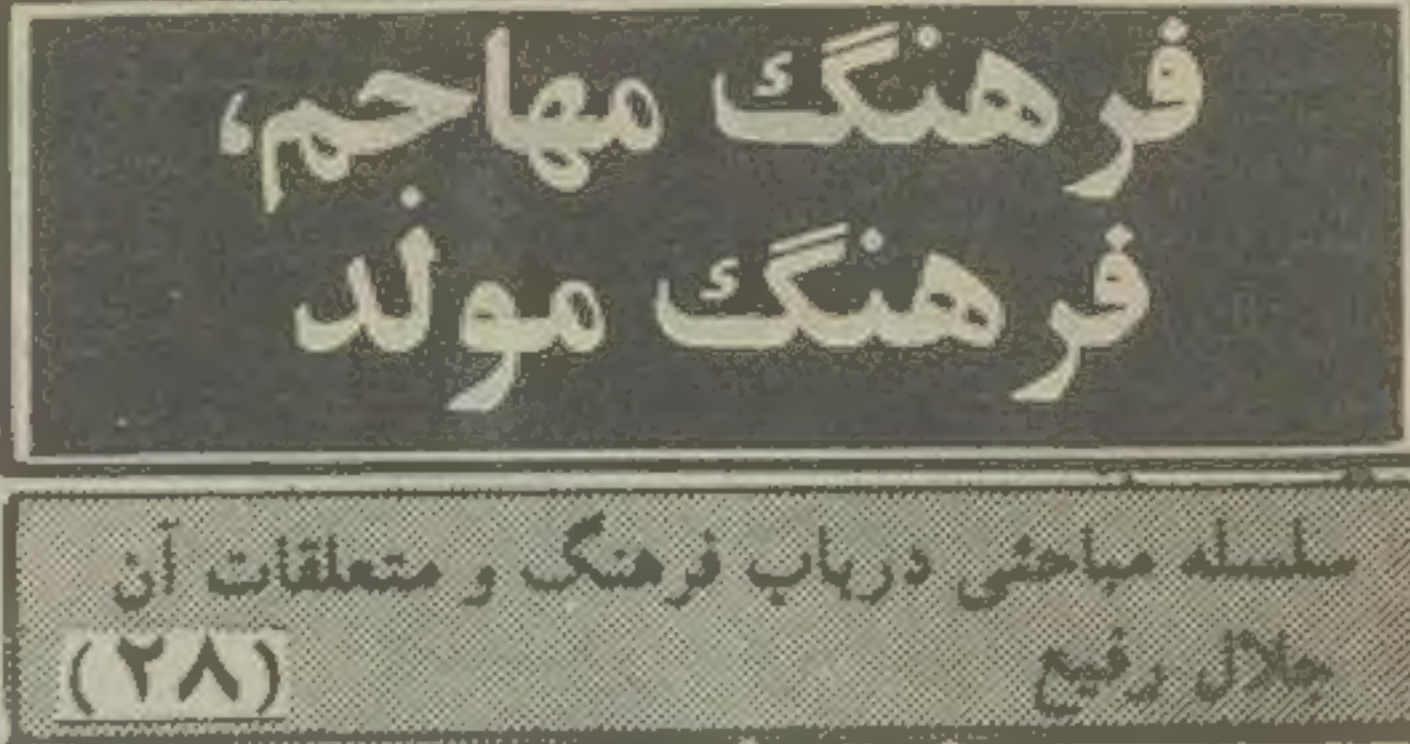 فرهنگ مهاجم،
فرهنگ مولد
سلسله مباحثی درباب فرهنگ و متعلقات آن
جلال رفیع
(۲۸)